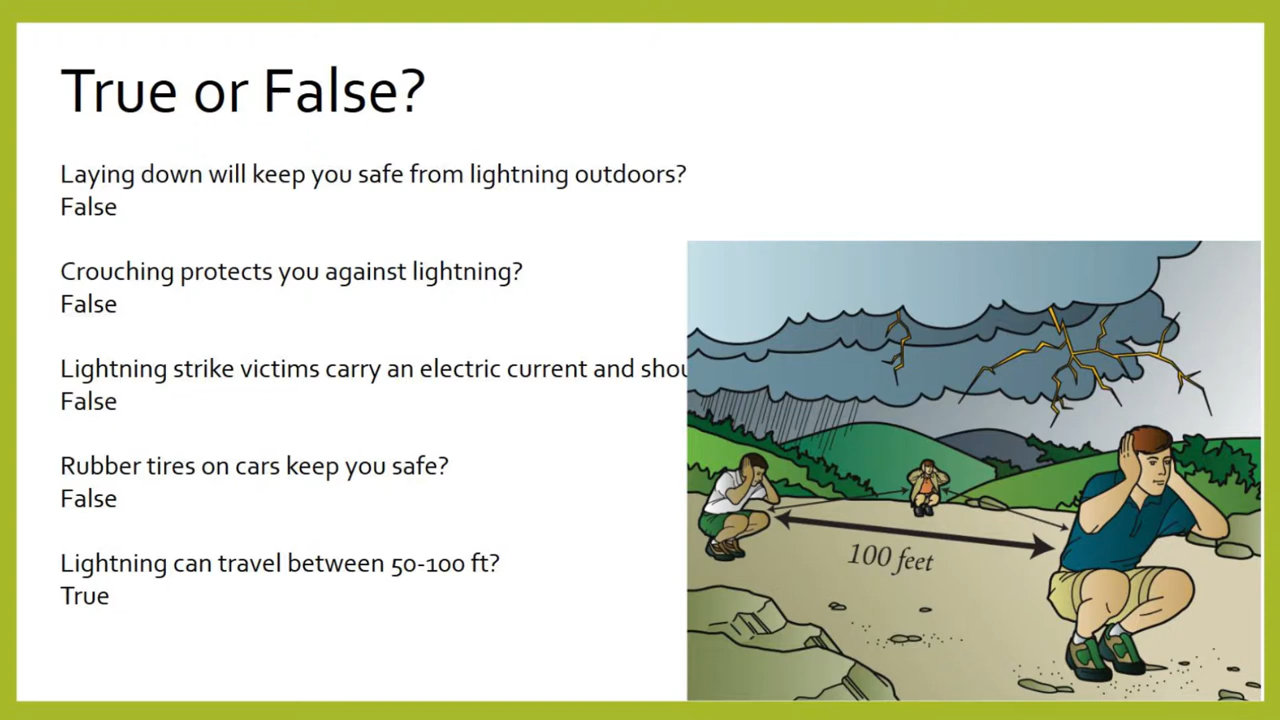 True or False?
Laying down will keep you safe from lightning outdoors?
False
Crouching protects you against lightning?
False
Lightning strike victims carry an electric current and
False
Rubber tires on cars keep you safe?
False
Lightning can travel between 50-100 ft?
True
100 feet